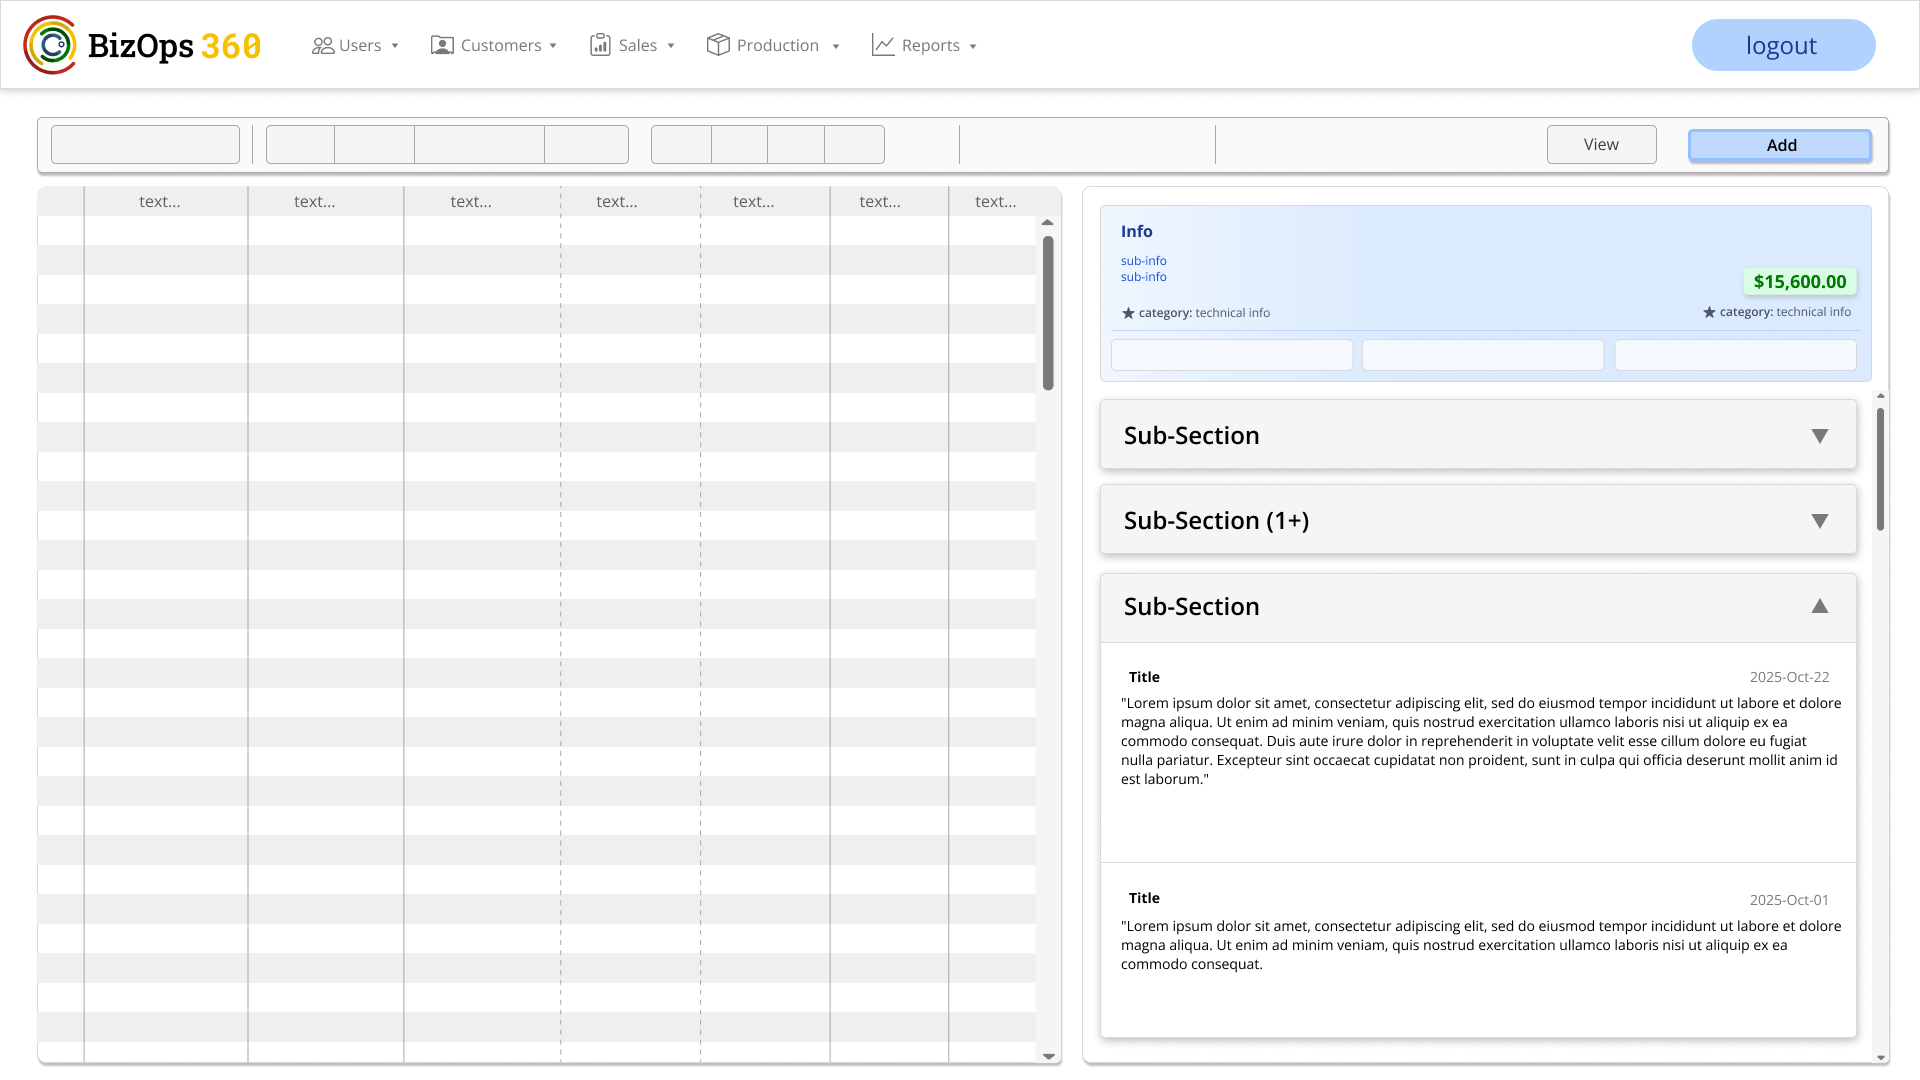 BizOps 360
Users
Customers
Sales
Production
Reports
logout
View
Add
text...
text...
text...
text...
text...
text...
text...
Info
sub-info
sub-info
$15,600.00
category: technical info
category: technical info
Sub-Section
Sub-Section (1+)
Sub-Section
Title
2025-Oct-22
"Lorem ipsum dolor sit amet, consectetur adipiscing elit, sed do eiusmod tempor incididunt ut labore et dolore
magna aliqua. Ut enim ad minim veniam, quis nostrud exercitation ullamco laboris nisi ut aliquip ex ea
commodo consequat. Duis aute irure dolor in reprehenderit in voluptate velit esse cillum dolore eu fugiat
nulla pariatur. Excepteur sint occaecat cupidatat non proident, sunt in culpa qui officia deserunt mollit anim id
est laborum."
Title
2025-Oct-01
"Lorem ipsum dolor sit amet, consectetur adipiscing elit, sed do eiusmod tempor incididunt ut labore et dolore
magna aliqua. Ut enim ad minim veniam, quis nostrud exercitation ullamco laboris nisi ut aliquip ex ea
commodo consequat.